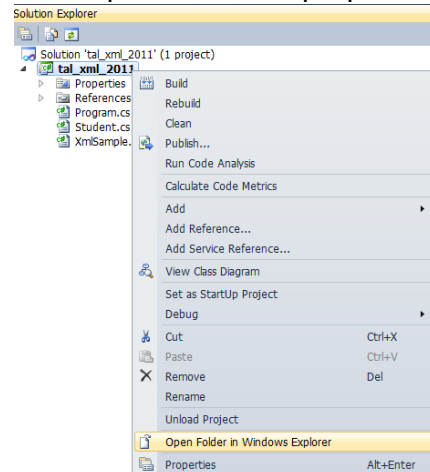 Solution Explorer
Solution 'tal_xml_2011' (1 project)
tal_xml_2011
Properties
References
Program.cs
Student.cs
XmlSample.
Build
Rebuild
Clean
Publish...
Run Code Analysis
Calculate Code Metrics
Add
Add Reference...
Add Service Reference...
View Class Diagram
Set as StartUp Project
Debug
Cut Ctrl+X
Paste Ctrl+V
Remove Del
Rename
Unload Project
Open Folder in Windows Explorer
Properties Alt+Enter